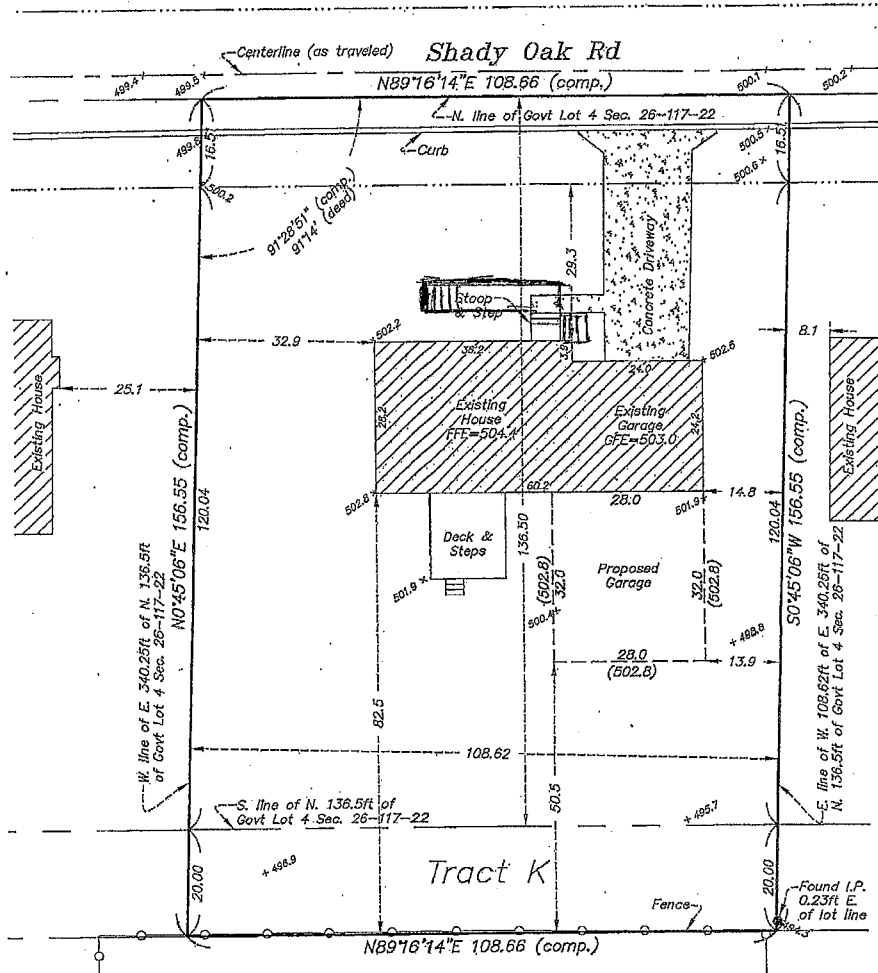 Centerline (as traveled)
Shady Oak Rd
499.4
499.5
N89°16'14"E 108.66 (comp.)
500.1
500.2
N. line of Govt Lot 4 Sec. 26-117-22
499.6
16.5
Curb
500.5
16.5
500.2
500.6
91°28'51" (comp.)
91°14' (deed)
29.3
Concrete Driveway
Stoop
& Step
32.9
502.2
36.2
3.9
24.0
502.6
8.1
25.1
Existing House
28.2
Existing
House
FFE=504.4
Existing
Garage
GFE=503.0
24.2
Existing House
N0°45'06"E 156.55 (comp.)
120.04
S0°45'06"W 156.55 (comp.)
120.04
502.8
60.2
28.0
501.9
14.8
136.50
Deck &
Steps
501.9
(502.8)
32.0
500.4
Proposed
Garage
32.0
(502.8)
498.8
28.0
(502.8)
13.9
W. line of E. 340.25ft of N. 136.5ft
of Govt Lot 4 Sec. 26-117-22
E. line of W. 108.62ft of E. 340.25ft of
N. 136.5ft of Govt Lot 4 Sec. 26-117-22
82.5
108.62
50.5
S. line of N. 136.5ft of
Govt Lot 4 Sec. 26-117-22
495.7
20.00
496.9
Tract K
20.00
Fence
Found I.P.
0.23ft E.
of lot line
N89°16'14"E 108.66 (comp.)